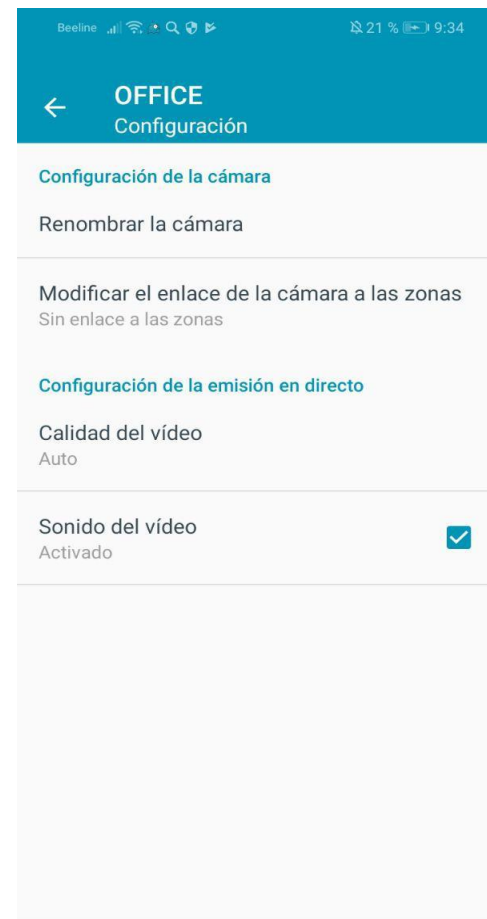 Beeline 21 % 9:34
OFFICE
Configuración
Configuración de la cámara
Renombrar la cámara
Modificar el enlace de la cámara a las zonas
Sin enlace a las zonas
Configuración de la emisión en directo
Calidad del vídeo
Auto
Sonido del vídeo
Activado